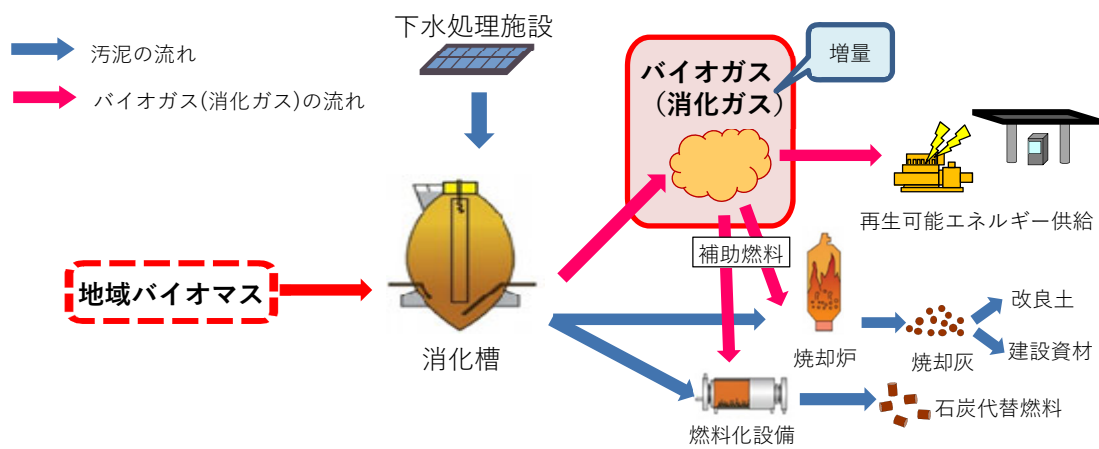 汚泥の流れ
バイオガス(消化ガス)の流れ
下水処理施設
バイオガス
（消化ガス）
増量
再生可能エネルギー供給
補助燃料
地域バイオマス
消化槽
焼却炉
焼却灰
改良土
建設資材
燃料化設備
石炭代替燃料